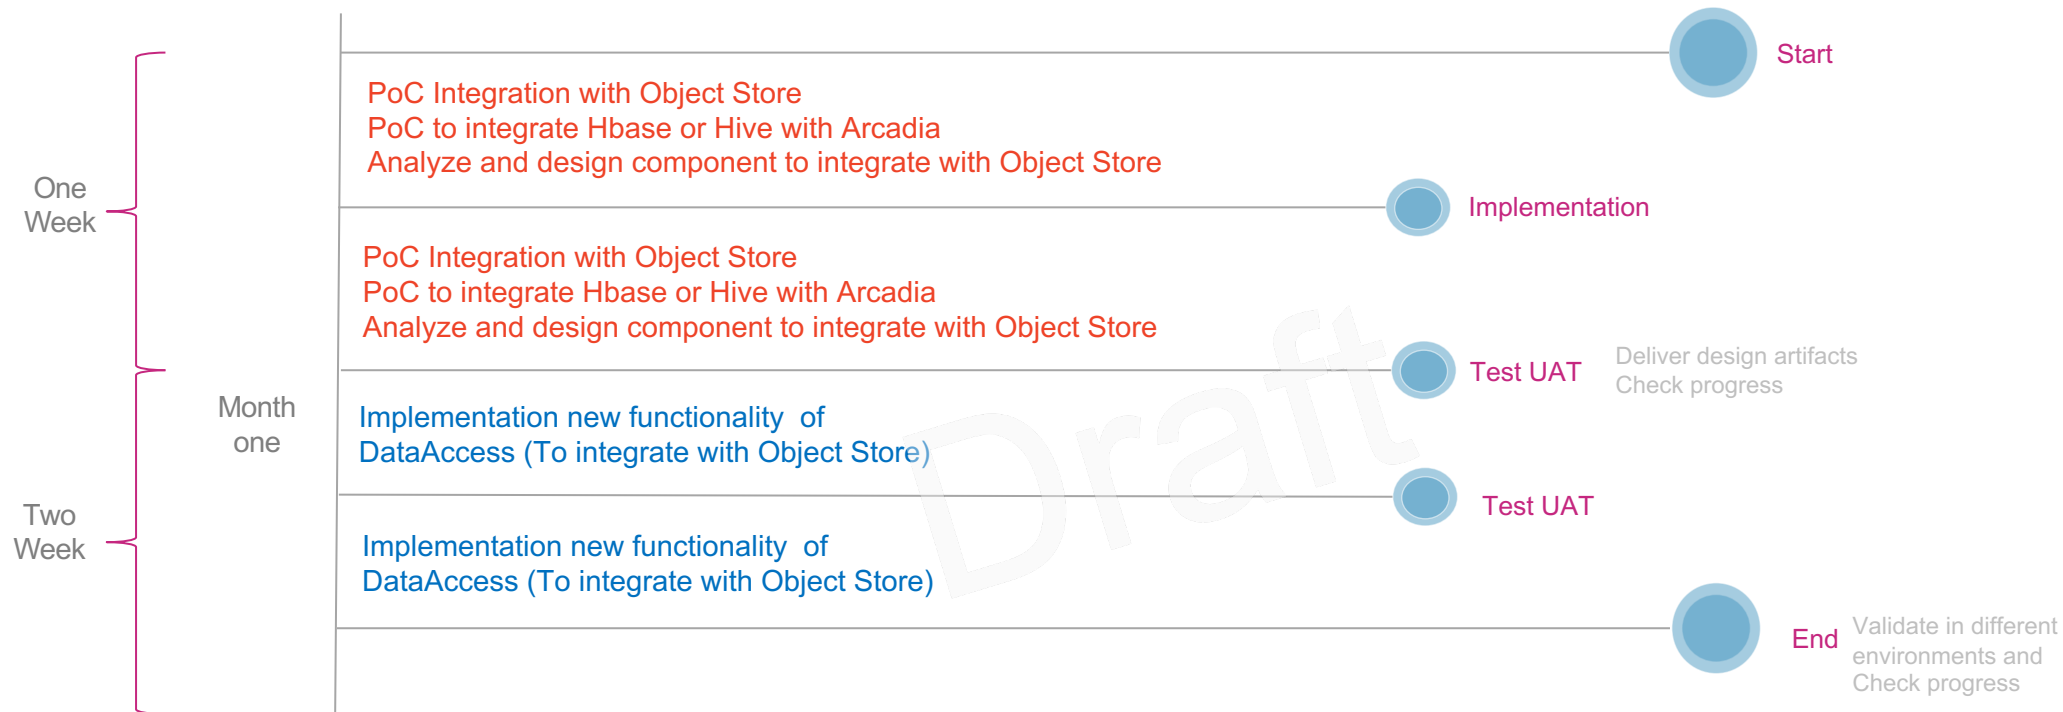 Start
PoC Integration with Object Store
PoC to integrate Hbase or Hive with Arcadia
Analyze and design component to integrate with Object Store
One
Week
Implementation
PoC Integration with Object Store
PoC to integrate Hbase or Hive with Arcadia
Analyze and design component to integrate with Object Store
Test UAT
Deliver design artifacts
Check progress
Month
one
Implementation new functionality  of
DataAccess (To integrate with Object Store)
Draft
Test UAT
Two
Week
Implementation new functionality  of
DataAccess (To integrate with Object Store)
End
Validate in different
environments and
Check progress